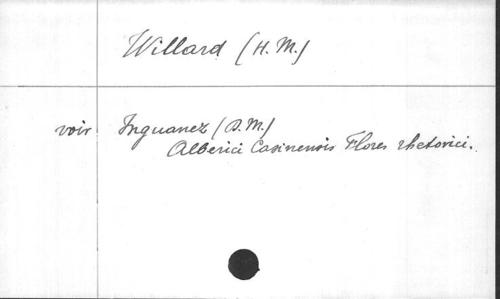 Willard (H. M.)
voir Inguanez (D. M.)
Alberici Casinensis Flores rhetorici.